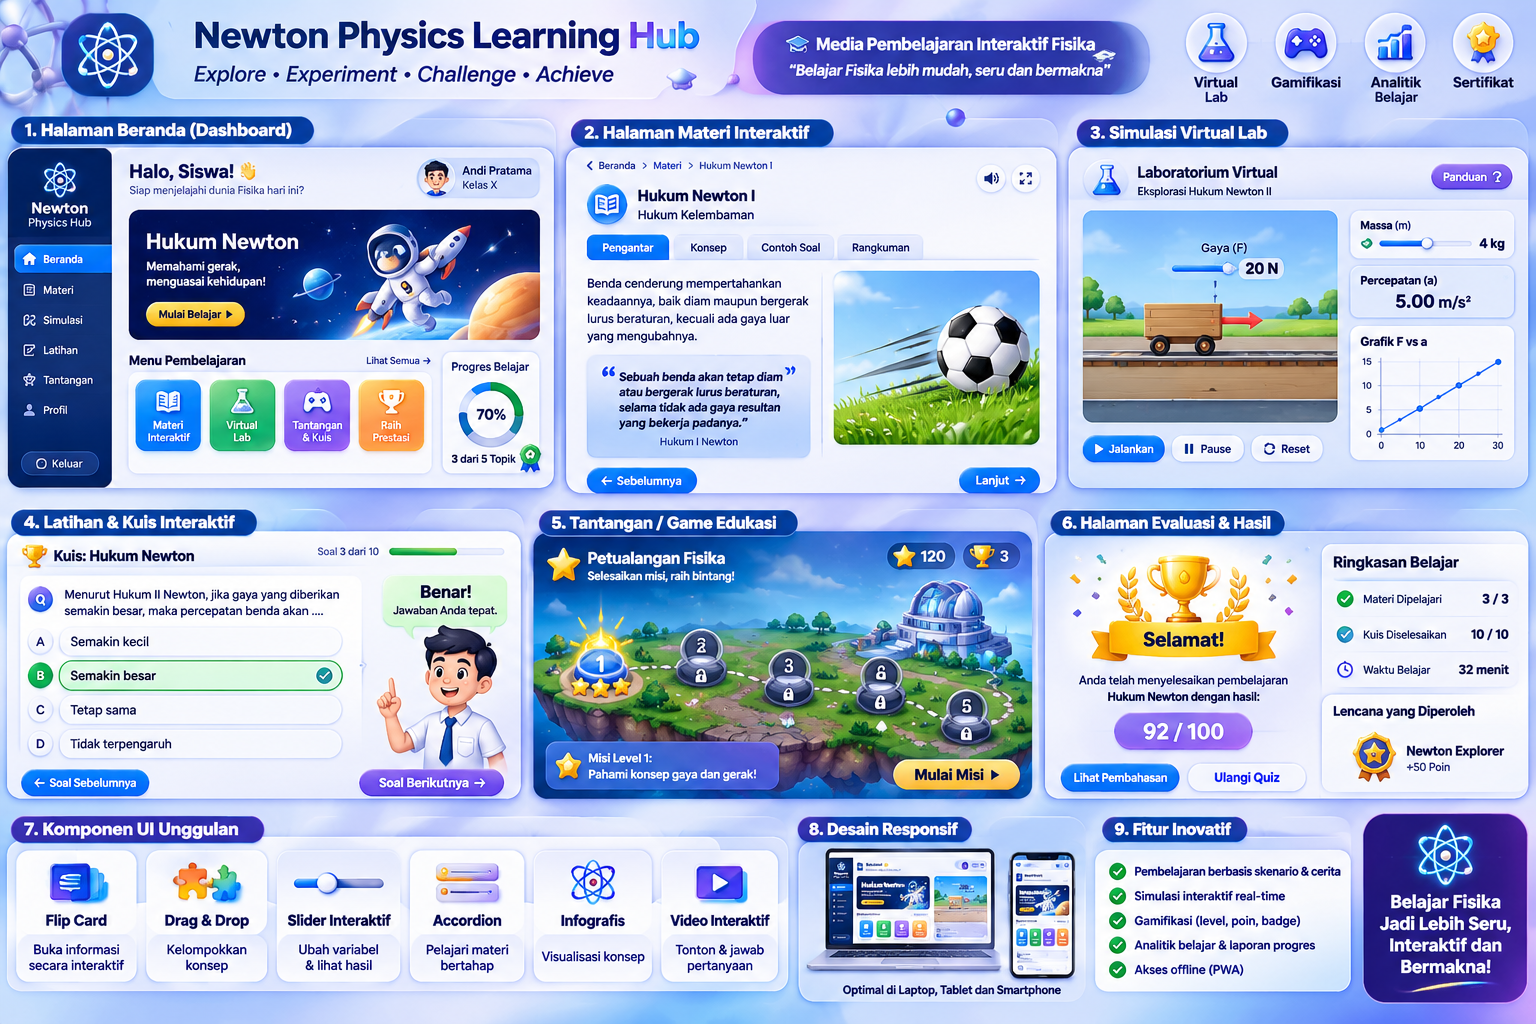 Newton Physics Learning Hub
Explore • Experiment • Challenge • Achieve
Media Pembelajaran Interaktif Fisika
“Belajar Fisika lebih mudah, seru dan bermakna”
Virtual
Lab
Gamifikasi
Analitik
Belajar
Sertifikat
1. Halaman Beranda (Dashboard)
Newton
Physics Hub
Beranda
Materi
Simulasi
Latihan
Tantangan
Profil
Keluar
Halo, Siswa! 👋
Siap menjelajahi dunia Fisika hari ini?
Andi Pratama
Kelas X
Hukum Newton
Memahami gerak,
menguasai kehidupan!
Mulai Belajar
Menu Pembelajaran
Lihat Semua →
Materi
Interaktif
Virtual
Lab
Tantangan
& Kuis
Raih
Prestasi
Progres Belajar
70%
3 dari 5 Topik
2. Halaman Materi Interaktif
Beranda > Materi > Hukum Newton I
Hukum Newton I
Hukum Kelembaman
Pengantar
Konsep
Contoh Soal
Rangkuman
Benda cenderung mempertahankan
keadaannya, baik diam maupun bergerak
lurus beraturan, kecuali ada gaya luar
yang mengubahnya.
“ Sebuah benda akan tetap diam ”
atau bergerak lurus beraturan,
selama tidak ada gaya resultan
yang bekerja padanya.”
Hukum I Newton
← Sebelumnya
Lanjut →
3. Simulasi Virtual Lab
Laboratorium Virtual
Eksplorasi Hukum Newton II
Panduan ?
Gaya (F)
20 N
Jalankan
Pause
Reset
Massa (m)
4 kg
Percepatan (a)
5.00 m/s²
Grafik F vs a
15
10
5
0
0 10 20 30
4. Latihan & Kuis Interaktif
Kuis: Hukum Newton
Soal 3 dari 10
Q
Menurut Hukum II Newton, jika gaya yang diberikan
semakin besar, maka percepatan benda akan ....
A Semakin kecil
B Semakin besar
C Tetap sama
D Tidak terpengaruh
Benar!
Jawaban Anda tepat.
← Soal Sebelumnya
Soal Berikutnya →
5. Tantangan / Game Edukasi
Petualangan Fisika
Selesaikan misi, raih bintang!
120
3
1
2
3
6
5
Misi Level 1:
Pahami konsep gaya dan gerak!
Mulai Misi
6. Halaman Evaluasi & Hasil
Selamat!
Anda telah menyelesaikan pembelajaran
Hukum Newton dengan hasil:
92 / 100
Lihat Pembahasan
Ulangi Quiz
Ringkasan Belajar
Materi Dipelajari 3 / 3
Kuis Diselesaikan 10 / 10
Waktu Belajar 32 menit
Lencana yang Diperoleh
Newton Explorer
+50 Poin
7. Komponen UI Unggulan
Flip Card
Buka informasi
secara interaktif
Drag & Drop
Kelompokkan
konsep
Slider Interaktif
Ubah variabel
& lihat hasil
Accordion
Pelajari materi
bertahap
Infografis
Visualisasi konsep
Video Interaktif
Tonton & jawab
pertanyaan
8. Desain Responsif
Optimal di Laptop, Tablet dan Smartphone
9. Fitur Inovatif
Pembelajaran berbasis skenario & cerita
Simulasi interaktif real-time
Gamifikasi (level, poin, badge)
Analitik belajar & laporan progres
Akses offline (PWA)
Belajar Fisika
Jadi Lebih Seru,
Interaktif dan
Bermakna!